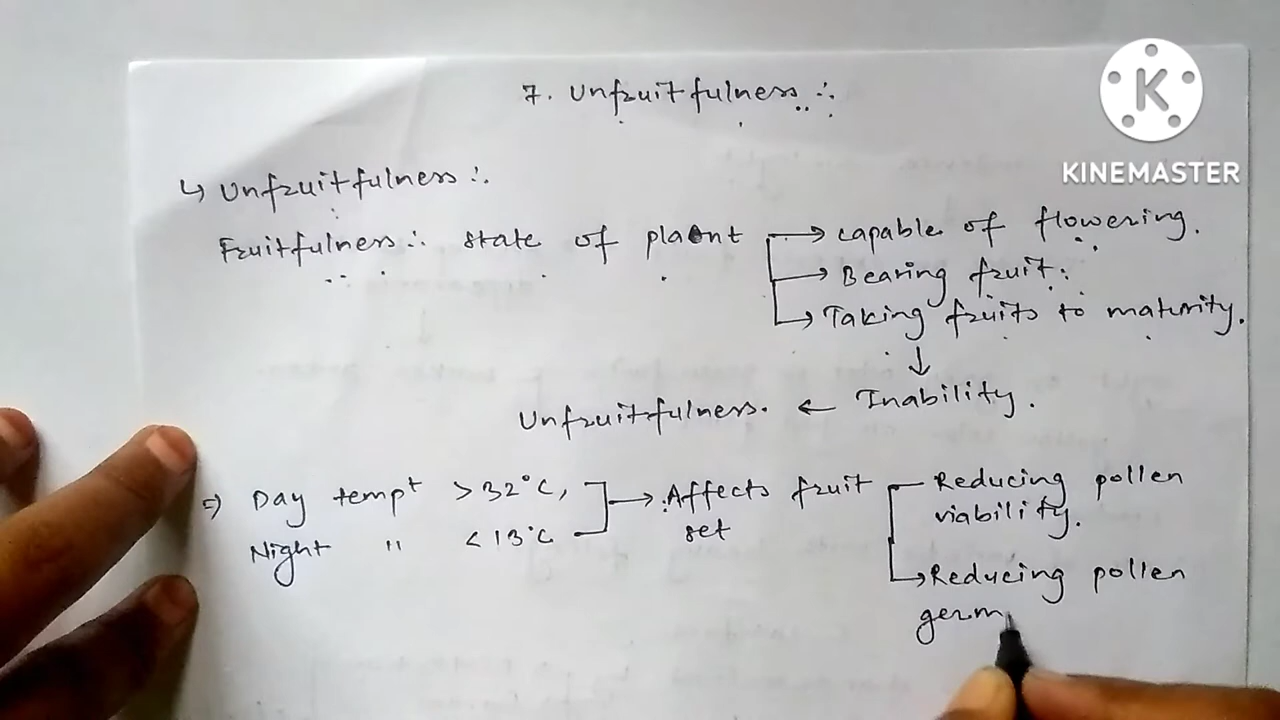 7. Unfruitfulness :.
K
KINEMASTER
↳ Unfruitfulness :.
Fruitfulness :. state of plant → capable of flowering.
→ Bearing fruit.
→ Taking fruits to maturity.
↓
Unfruitfulness. ← Inability.
⇒ Day tempt >32°C, → Affects fruit set
Night " <13°C
Reducing pollen viability.
→ Reducing pollen germ